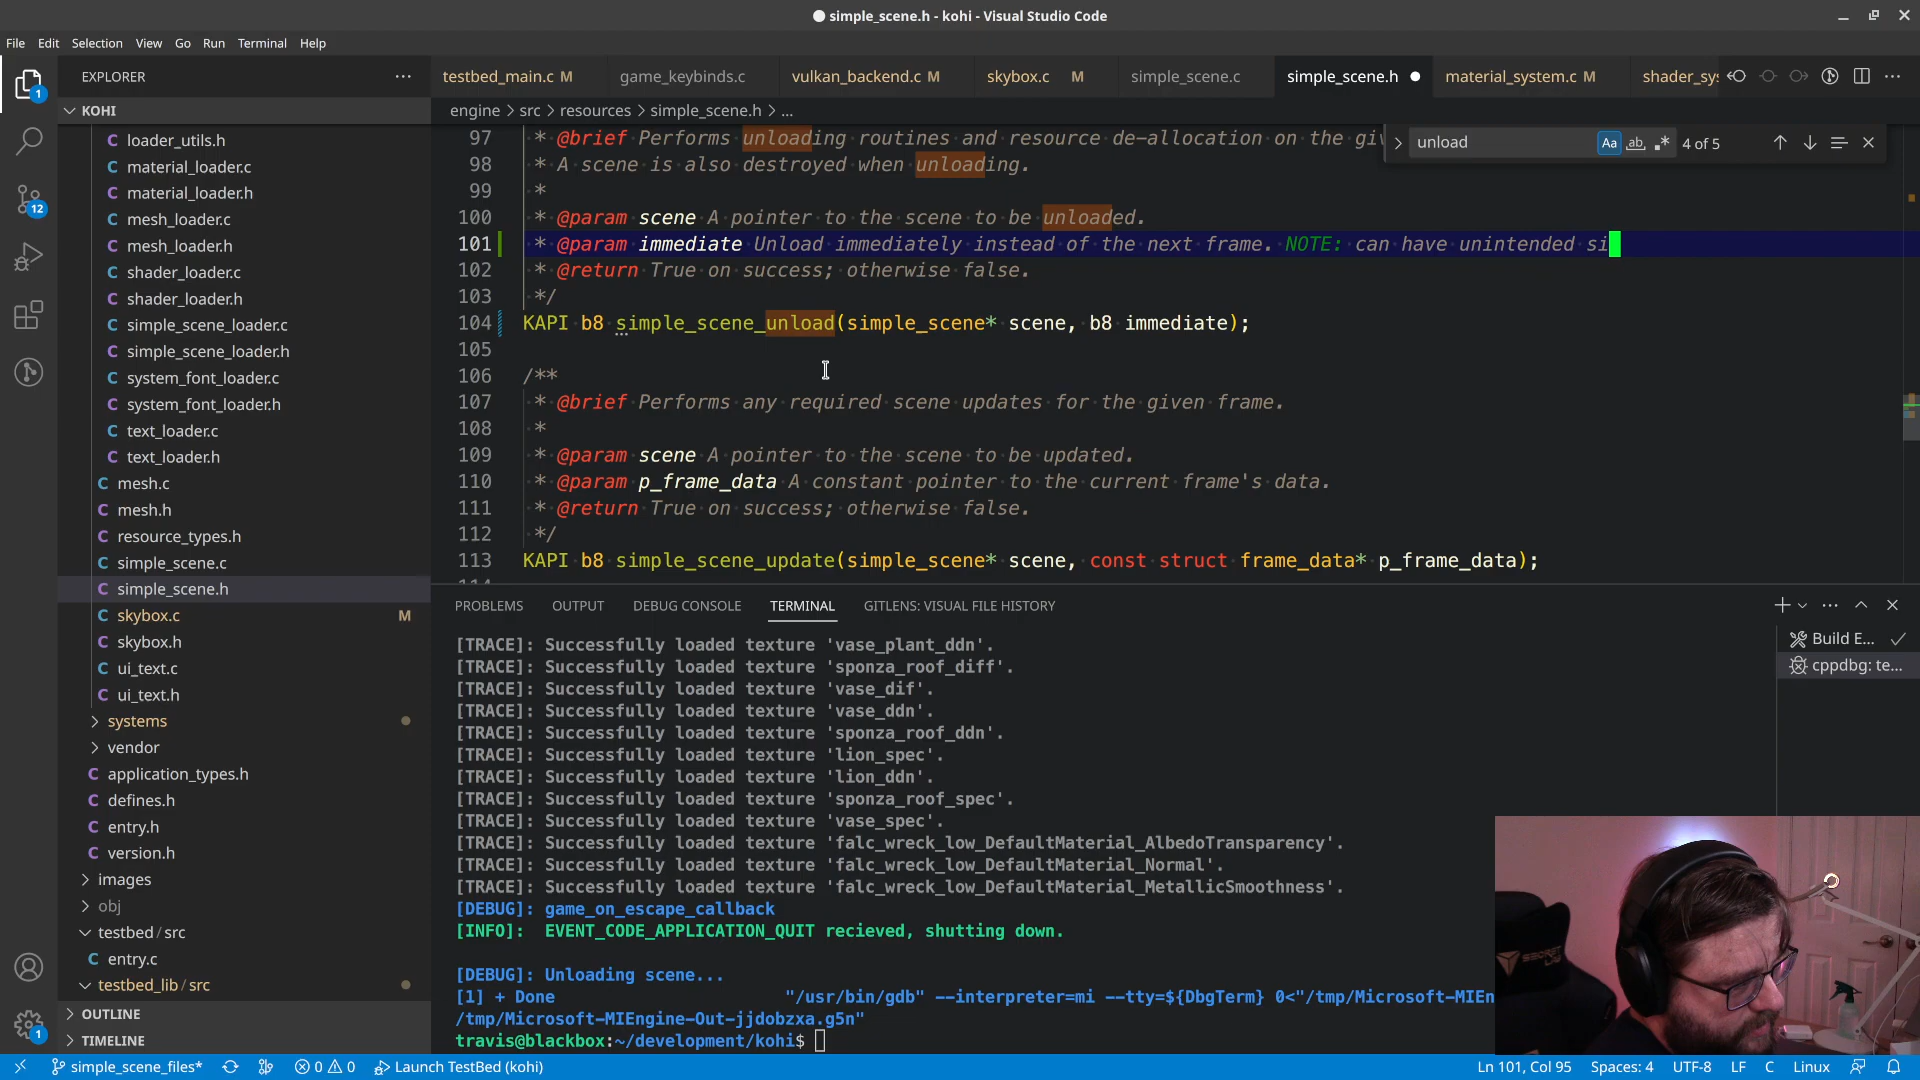 simple_scene.h - kohi - Visual Studio Code
File Edit Selection View Go Run Terminal Help
EXPLORER
testbed_main.c M game_keybinds.c vulkan_backend.c M skybox.c M simple_scene.c simple_scene.h material_system.c M shader_sys
KOHI
engine > src > resources > simple_scene.h > ...
unload Aa ab 4 of 5
loader_utils.h
material_loader.c
material_loader.h
mesh_loader.c
mesh_loader.h
shader_loader.c
shader_loader.h
simple_scene_loader.c
simple_scene_loader.h
system_font_loader.c
system_font_loader.h
text_loader.c
text_loader.h
mesh.c
mesh.h
resource_types.h
simple_scene.c
simple_scene.h
skybox.c M
skybox.h
ui_text.c
ui_text.h
systems
vendor
application_types.h
defines.h
entry.h
version.h
images
obj
testbed / src
entry.c
testbed_lib / src
OUTLINE
TIMELINE
97 * @brief Performs unloading routines and resource de-allocation on the giv
98 * A scene is also destroyed when unloading.
99 *
100 * @param scene A pointer to the scene to be unloaded.
101 * @param immediate Unload immediately instead of the next frame. NOTE: can have unintended si
102 * @return True on success; otherwise false.
103 */
104 KAPI b8 simple_scene_unload(simple_scene* scene, b8 immediate);
105
106 /**
107 * @brief Performs any required scene updates for the given frame.
108 *
109 * @param scene A pointer to the scene to be updated.
110 * @param p_frame_data A constant pointer to the current frame's data.
111 * @return True on success; otherwise false.
112 */
113 KAPI b8 simple_scene_update(simple_scene* scene, const struct frame_data* p_frame_data);
PROBLEMS OUTPUT DEBUG CONSOLE TERMINAL GITLENS: VISUAL FILE HISTORY
Build E...
cppdbg: te...
[TRACE]: Successfully loaded texture 'vase_plant_ddn'.
[TRACE]: Successfully loaded texture 'sponza_roof_diff'.
[TRACE]: Successfully loaded texture 'vase_dif'.
[TRACE]: Successfully loaded texture 'vase_ddn'.
[TRACE]: Successfully loaded texture 'sponza_roof_ddn'.
[TRACE]: Successfully loaded texture 'lion_spec'.
[TRACE]: Successfully loaded texture 'lion_ddn'.
[TRACE]: Successfully loaded texture 'sponza_roof_spec'.
[TRACE]: Successfully loaded texture 'vase_spec'.
[TRACE]: Successfully loaded texture 'falc_wreck_low_DefaultMaterial_AlbedoTransparency'.
[TRACE]: Successfully loaded texture 'falc_wreck_low_DefaultMaterial_Normal'.
[TRACE]: Successfully loaded texture 'falc_wreck_low_DefaultMaterial_MetallicSmoothness'.
[DEBUG]: game_on_escape_callback
[INFO]: EVENT_CODE_APPLICATION_QUIT recieved, shutting down.
[DEBUG]: Unloading scene...
[1] + Done "/usr/bin/gdb" --interpreter=mi --tty=${DbgTerm} 0<"/tmp/Microsoft-MIEn
/tmp/Microsoft-MIEngine-Out-jjdobzxa.g5n"
travis@blackbox:~/development/kohi$
1
12
1
simple_scene_files* 0 0 Launch TestBed (kohi) Ln 101, Col 95 Spaces: 4 UTF-8 LF C Linux